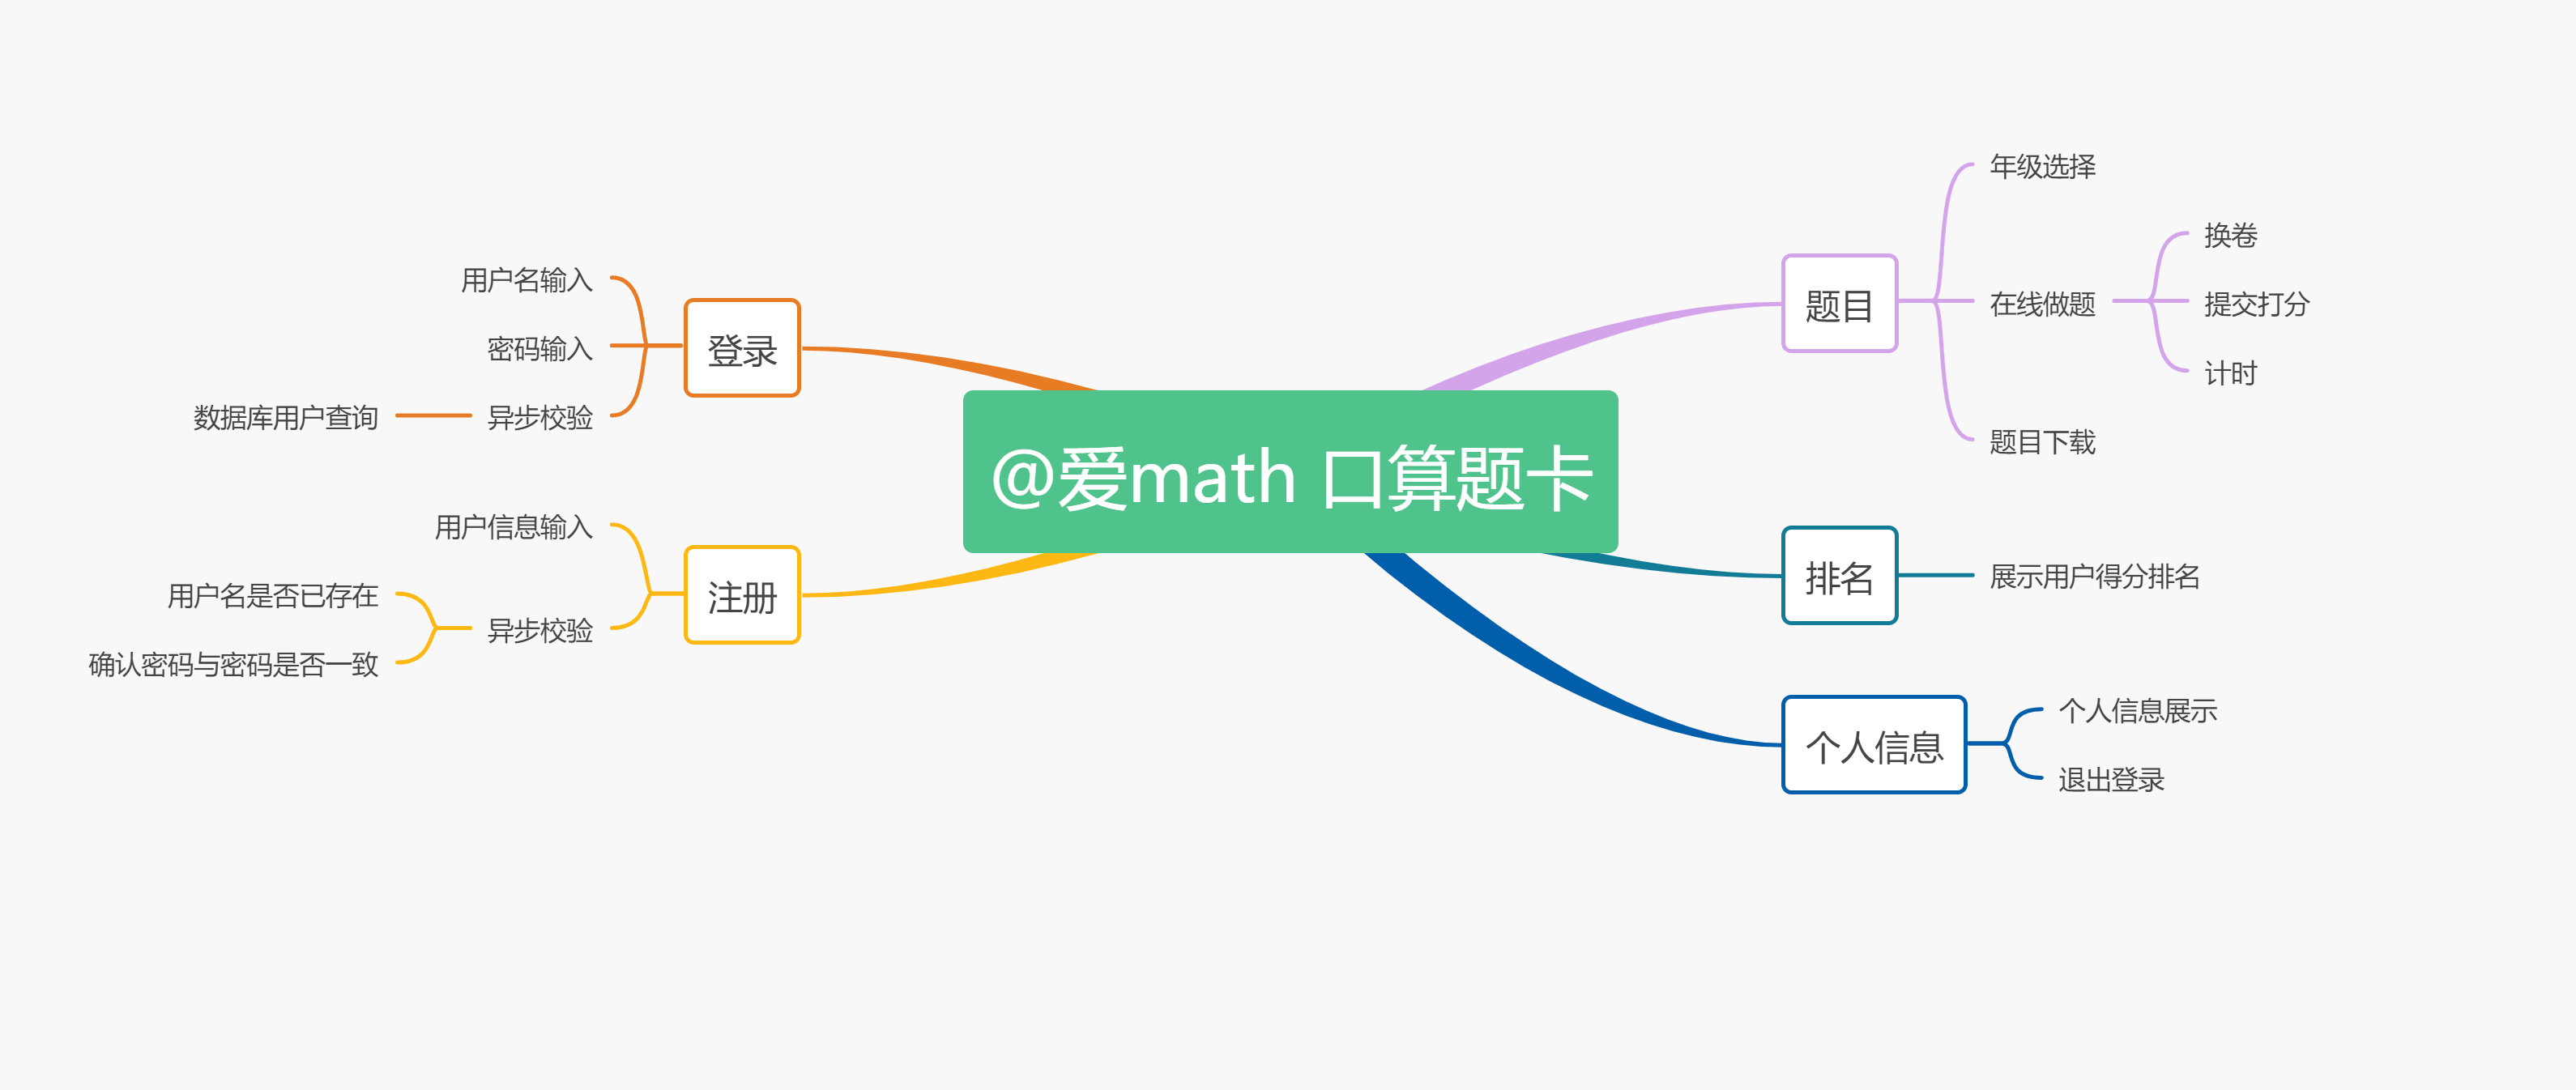 @爱math 口算题卡
登录
用户名输入
密码输入
异步校验
数据库用户查询
注册
用户信息输入
异步校验
用户名是否已存在
确认密码与密码是否一致
题目
年级选择
在线做题
换卷
提交打分
计时
题目下载
排名
展示用户得分排名
个人信息
个人信息展示
退出登录